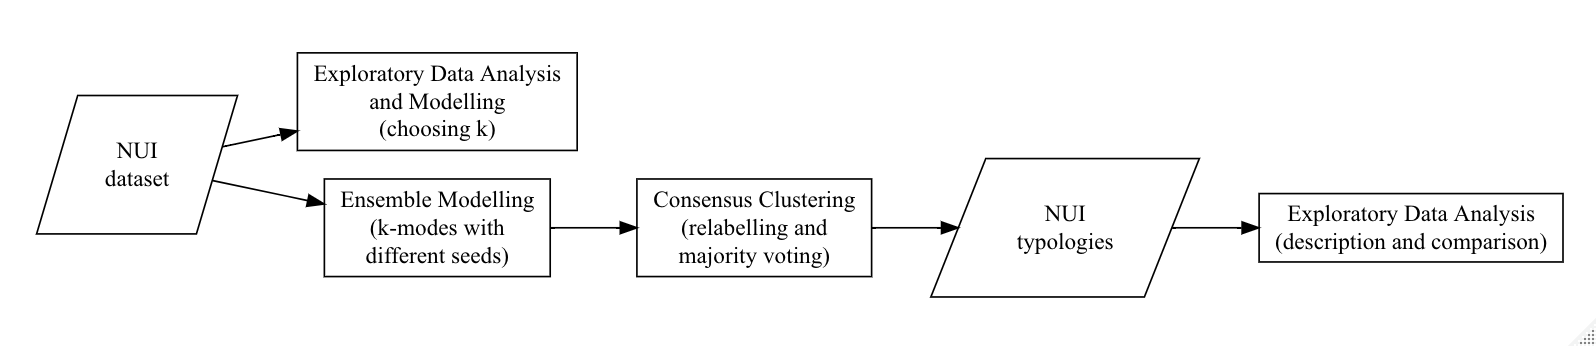 NUI
dataset
Exploratory Data Analysis
and Modelling
(choosing k)
Ensemble Modelling
(k-modes with
different seeds)
Consensus Clustering
(relabelling and
majority voting)
NUI
typologies
Exploratory Data Analysis
(description and comparison)